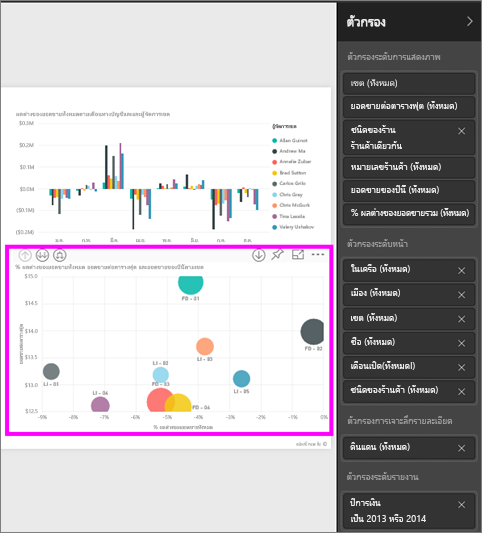 ตัวกรอง
ตัวกรองระดับการแสดงภาพ
เขต (ทั้งหมด)
ยอดขายต่อตารางฟุต (ทั้งหมด)
ชนิดของร้าน
ร้านค้าเดียวกัน
หมายเลขร้านค้า (ทั้งหมด)
ยอดขายของปีนี้ (ทั้งหมด)
% ผลต่างของยอดขายรวม (ทั้งหมด)
ตัวกรองระดับหน้า
ในเครือ (ทั้งหมด)
เมือง (ทั้งหมด)
เขต (ทั้งหมด)
ชื่อ (ทั้งหมด)
เดือนเปิด(ทั้งหมด)
ชนิดของร้านค้า (ทั้งหมด)
ตัวกรองการเจาะลึกรายละเอียด
ดินแดน (ทั้งหมด)
ตัวกรองระดับรายงาน
ปีการเงิน
เป็น 2013 หรือ 2014
ผลต่างของยอดขายทั้งหมดตามเดือนทางบัญชีและผู้จัดการเขต
$0.3M
$0.2M
$0.1M
$0.0M
($0.1M)
($0.2M)
ม.ค. ก.พ. มี.ค. เม.ย. พ.ค. มิ.ย. ก.ค. ส.ค.
ผู้จัดการเขต
Allan Guinot
Andrew Ma
Annelie Zubar
Brad Sutton
Carlos Grilo
Chris Gray
Chris McGurk
Tina Lassila
Valery Ushakov
% ผลต่างของยอดขายทั้งหมด ยอดขายต่อตารางฟุต และยอดขายของปีนี้ตามเขต
$15.0
$14.5
$14.0
$13.5
$13.0
$12.5
FD - 01
FD - 02
LI - 03
LI - 02
FD - 03
LI - 01
LI - 04
LI - 05
FD - 04
-9% -8% -7% -6% -5% -4% -3% -2% -1% 0%
% ผลต่างของยอดขายทั้งหมด